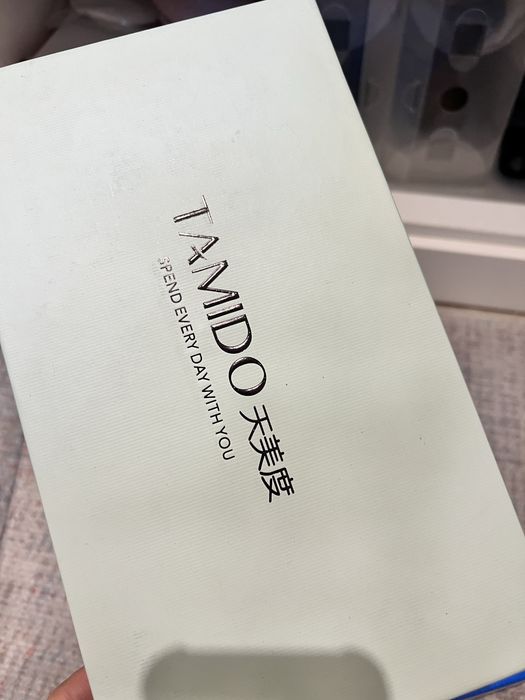 TAMIDO 天美度
SPEND EVERY DAY WITH YOU